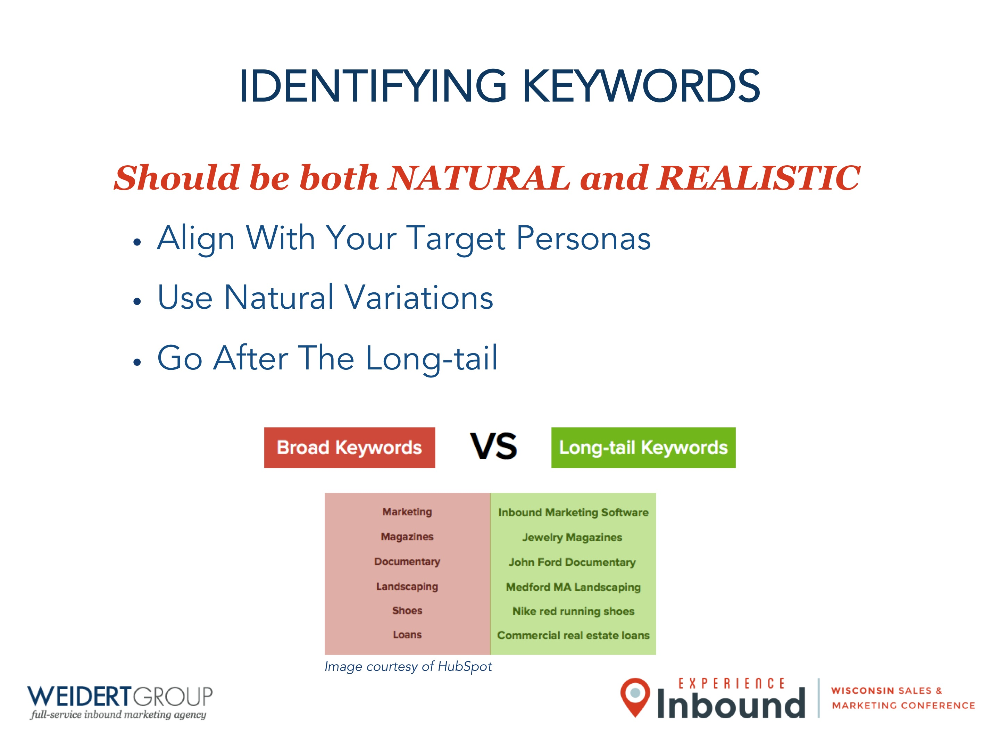 IDENTIFYING KEYWORDS
Should be both NATURAL and REALISTIC
• Align With Your Target Personas
• Use Natural Variations
• Go After The Long-tail
Broad Keywords VS Long-tail Keywords
Marketing Inbound Marketing Software
Magazines Jewelry Magazines
Documentary John Ford Documentary
Landscaping Medford MA Landscaping
Shoes Nike red running shoes
Loans Commercial real estate loans
Image courtesy of HubSpot
WEIDERTGROUP
full-service inbound marketing agency
EXPERIENCE
Inbound
WISCONSIN SALES &
MARKETING CONFERENCE